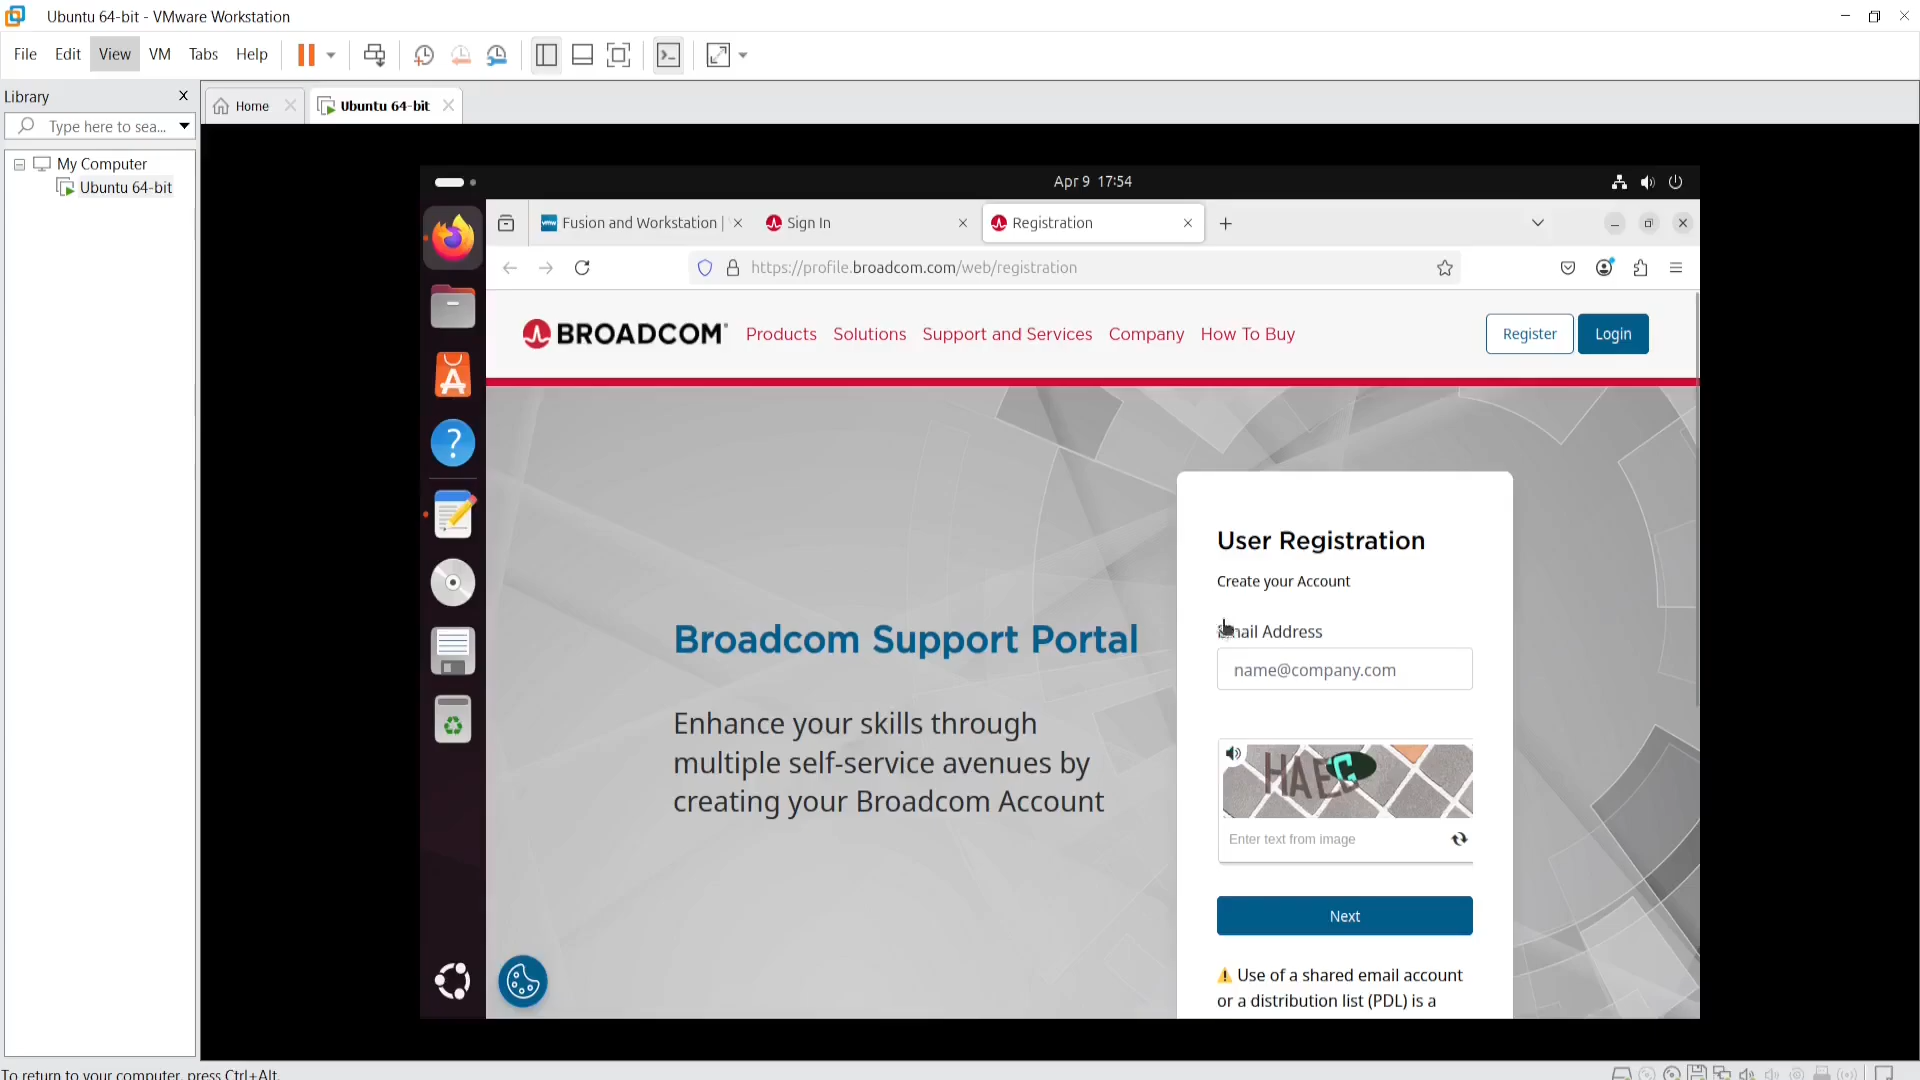 Ubuntu 64-bit - VMware Workstation
File Edit View VM Tabs Help
Library
Type here to sea...
My Computer
Ubuntu 64-bit
Home
Ubuntu 64-bit
Apr 9 17:54
Fusion and Workstation |
Sign In
Registration
https://profile.broadcom.com/web/registration
BROADCOM
Products Solutions Support and Services Company How To Buy
Register
Login
Broadcom Support Portal
Enhance your skills through
multiple self-service avenues by
creating your Broadcom Account
User Registration
Create your Account
Email Address
name@company.com
HAEC
Enter text from image
Next
⚠ Use of a shared email account
or a distribution list (PDL) is a
To return to your computer, press Ctrl+Alt.